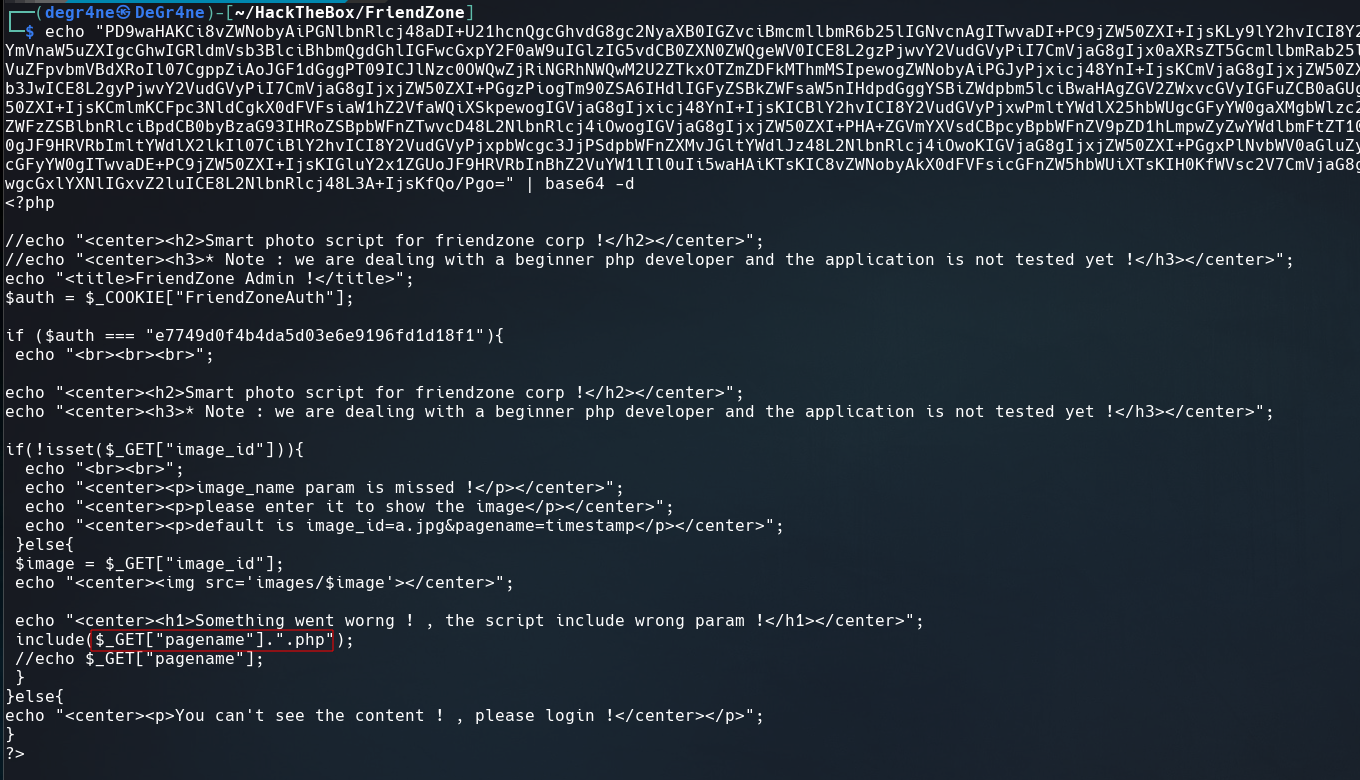 ┌──(degr4ne㉿DeGr4ne)-[~/HackTheBox/FriendZone]
└─$ echo "PD9waHAKCi8vZWNobyAiPGNlbnRlcj48aDI+U21hcnQgcGhvdG8gc2NyaXB0IGZvciBmcmllbmR6b25lIGNvcnAgITwvaDI+PC9jZW50ZXI+IjsKLy9lY2hvICI8Y2
YmVnaW5uZXIgcGhwIGRldmVsb3BlciBhbmQgdGhlIGFwcGxpY2F0aW9uIGlzIG5vdCB0ZXN0ZWQgeWV0ICE8L2gzPjwvY2VudGVyPiI7CmVjaG8gIjx0aXRsZT5GcmllbmRab25l
VuZFpvbmVBdXRoIl07CgppZiAoJGF1dGggPT09ICJlNzc0OWQwZjRiNGRhNWQwM2U2ZTkxOTZmZDFkMThmMSIpewogZWNobyAiPGJyPjxicj48YnI+IjsKCmVjaG8gIjxjZW50ZX
b3JwICE8L2gyPjwvY2VudGVyPiI7CmVjaG8gIjxjZW50ZXI+PGgzPiogTm90ZSA6IHdlIGFyZSBkZWFsaW5nIHdpdGggYSBiZWdpbm5lciBwaHAgZGV2ZWxvcGVyIGFuZCB0aGUg
50ZXI+IjsKCmlmKCFpc3NldCgkX0dFVFsiaW1hZ2VfaWQiXSkpewogIGVjaG8gIjxicj48YnI+IjsKICBlY2hvICI8Y2VudGVyPjxwPmltYWdlX25hbWUgcGFyYW0gaXMgbWlzc2
ZWFzZSBlbnRlciBpdCB0byBzaG93IHRoZSBpbWFnZTwvcD48L2NlbnRlcj4iOwogIGVjaG8gIjxjZW50ZXI+PHA+ZGVmYXVsdCBpcyBpbWFnZV9pZD1hLmpwZyZwYWdlbmFtZT10
0gJF9HRVRbImltYWdlX2lkIl07CiBlY2hvICI8Y2VudGVyPjxpbWcgc3JjPSdpbWFnZXMvJGltYWdlJz48L2NlbnRlcj4iOwoKIGVjaG8gIjxjZW50ZXI+PGgxPlNvbWV0aGluZy
cGFyYW0gITwvaDE+PC9jZW50ZXI+IjsKIGluY2x1ZGUoJF9HRVRbInBhZ2VuYW1lIl0uIi5waHAiKTsKIC8vZWNobyAkX0dFVFsicGFnZW5hbWUiXTsKIH0KfWVsc2V7CmVjaG8g
wgcGxlYXNlIGxvZ2luICE8L2NlbnRlcj48L3A+IjsKfQo/Pgo=" | base64 -d
<?php

//echo "<center><h2>Smart photo script for friendzone corp !</h2></center>";
//echo "<center><h3>* Note : we are dealing with a beginner php developer and the application is not tested yet !</h3></center>";
echo "<title>FriendZone Admin !</title>";
$auth = $_COOKIE["FriendZoneAuth"];

if ($auth === "e7749d0f4b4da5d03e6e9196fd1d18f1"){
 echo "<br><br><br>";

echo "<center><h2>Smart photo script for friendzone corp !</h2></center>";
echo "<center><h3>* Note : we are dealing with a beginner php developer and the application is not tested yet !</h3></center>";

if(!isset($_GET["image_id"])){
  echo "<br><br>";
  echo "<center><p>image_name param is missed !</p></center>";
  echo "<center><p>please enter it to show the image</p></center>";
  echo "<center><p>default is image_id=a.jpg&pagename=timestamp</p></center>";
 }else{
 $image = $_GET["image_id"];
 echo "<center><img src='images/$image'></center>";

 echo "<center><h1>Something went worng ! , the script include wrong param !</h1></center>";
 include($_GET["pagename"].".php");
 //echo $_GET["pagename"];
 }
}else{
echo "<center><p>You can't see the content ! , please login !</center></p>";
}
?>